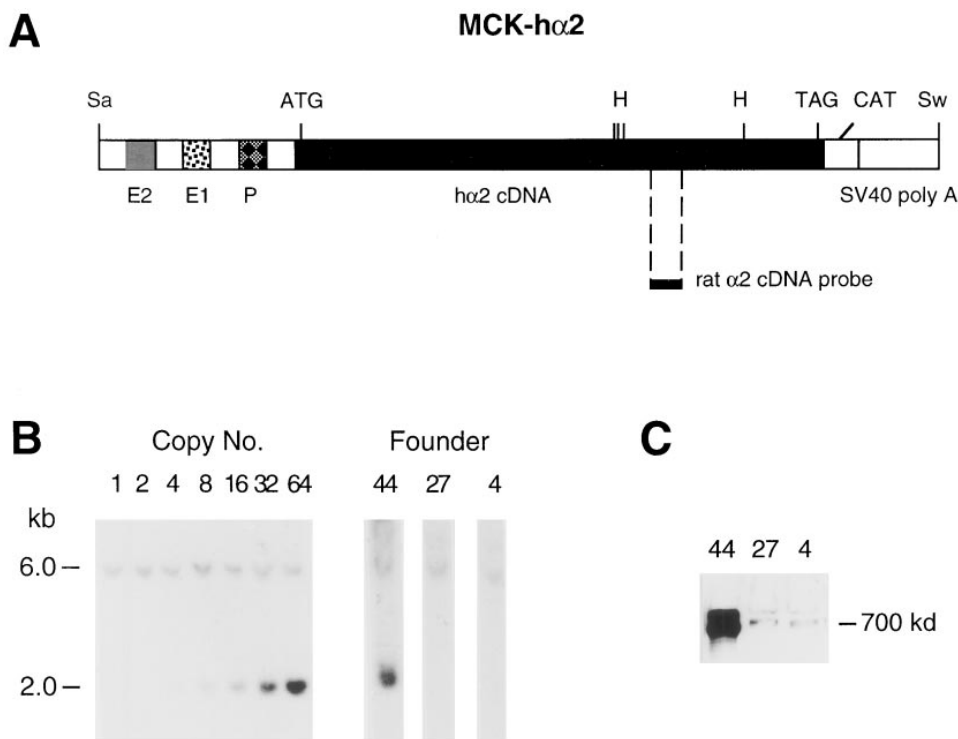 A
MCK-hα2
Sa ATG H H TAG CAT Sw
E2 E1 P hα2 cDNA SV40 poly A
rat α2 cDNA probe
B
Copy No. Founder
1 2 4 8 16 32 64 44 27 4
kb
6.0
2.0
C
44 27 4
700 kd